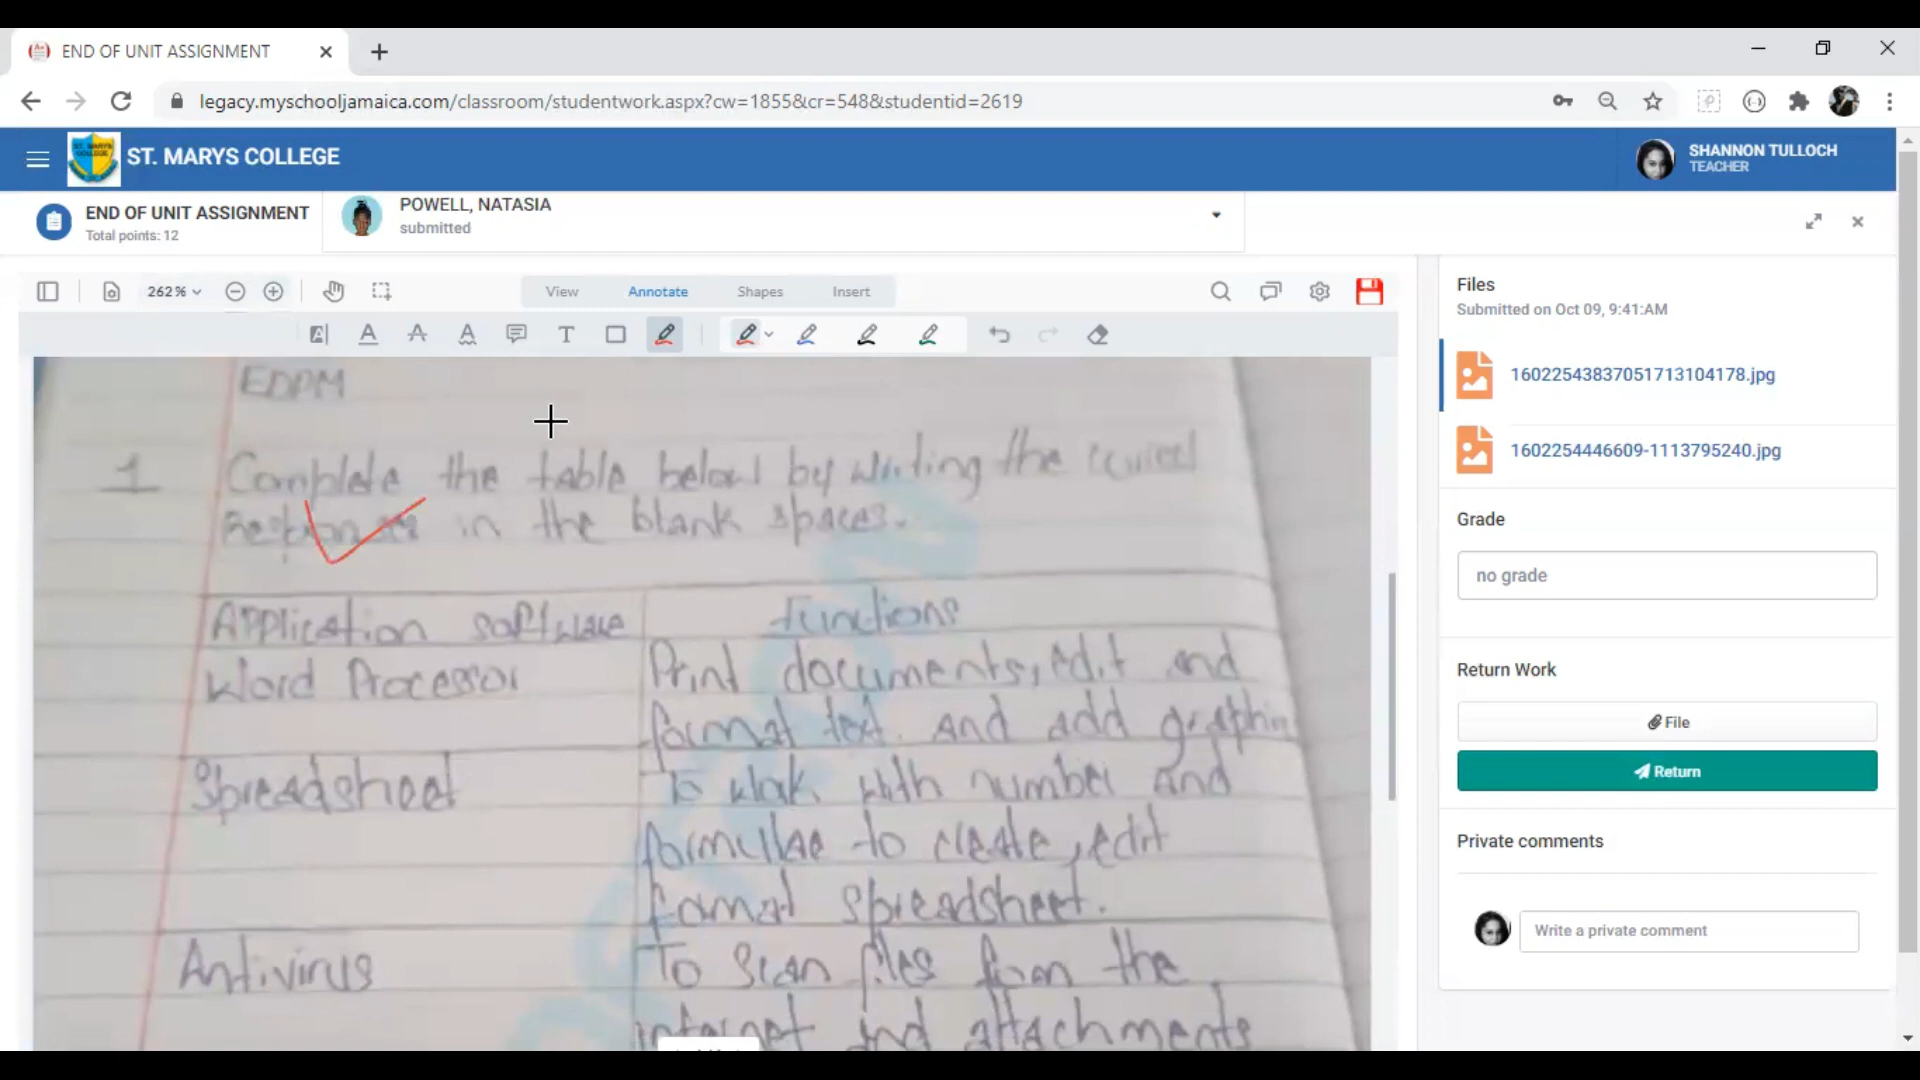 END OF UNIT ASSIGNMENT
legacy.myschooljamaica.com/classroom/studentwork.aspx?cw=1855&cr=548&studentid=2619
ST. MARYS COLLEGE
SHANNON TULLOCH
TEACHER
END OF UNIT ASSIGNMENT
Total points: 12
POWELL, NATASIA
submitted
262%
View
Annotate
Shapes
Insert
EDPM
1 Complete the table below by writing the correct
Responses in the blank spaces.
Application software functions
Word Processor Print documents, edit and
format text. and add graphin
Spreadsheet To work with number and
formulae to create, edit
format spreadsheet.
Antivirus To scan files from the
internet and attachments
Files
Submitted on Oct 09, 9:41AM
16022543837051713104178.jpg
1602254446609-1113795240.jpg
Grade
no grade
Return Work
File
Return
Private comments
Write a private comment